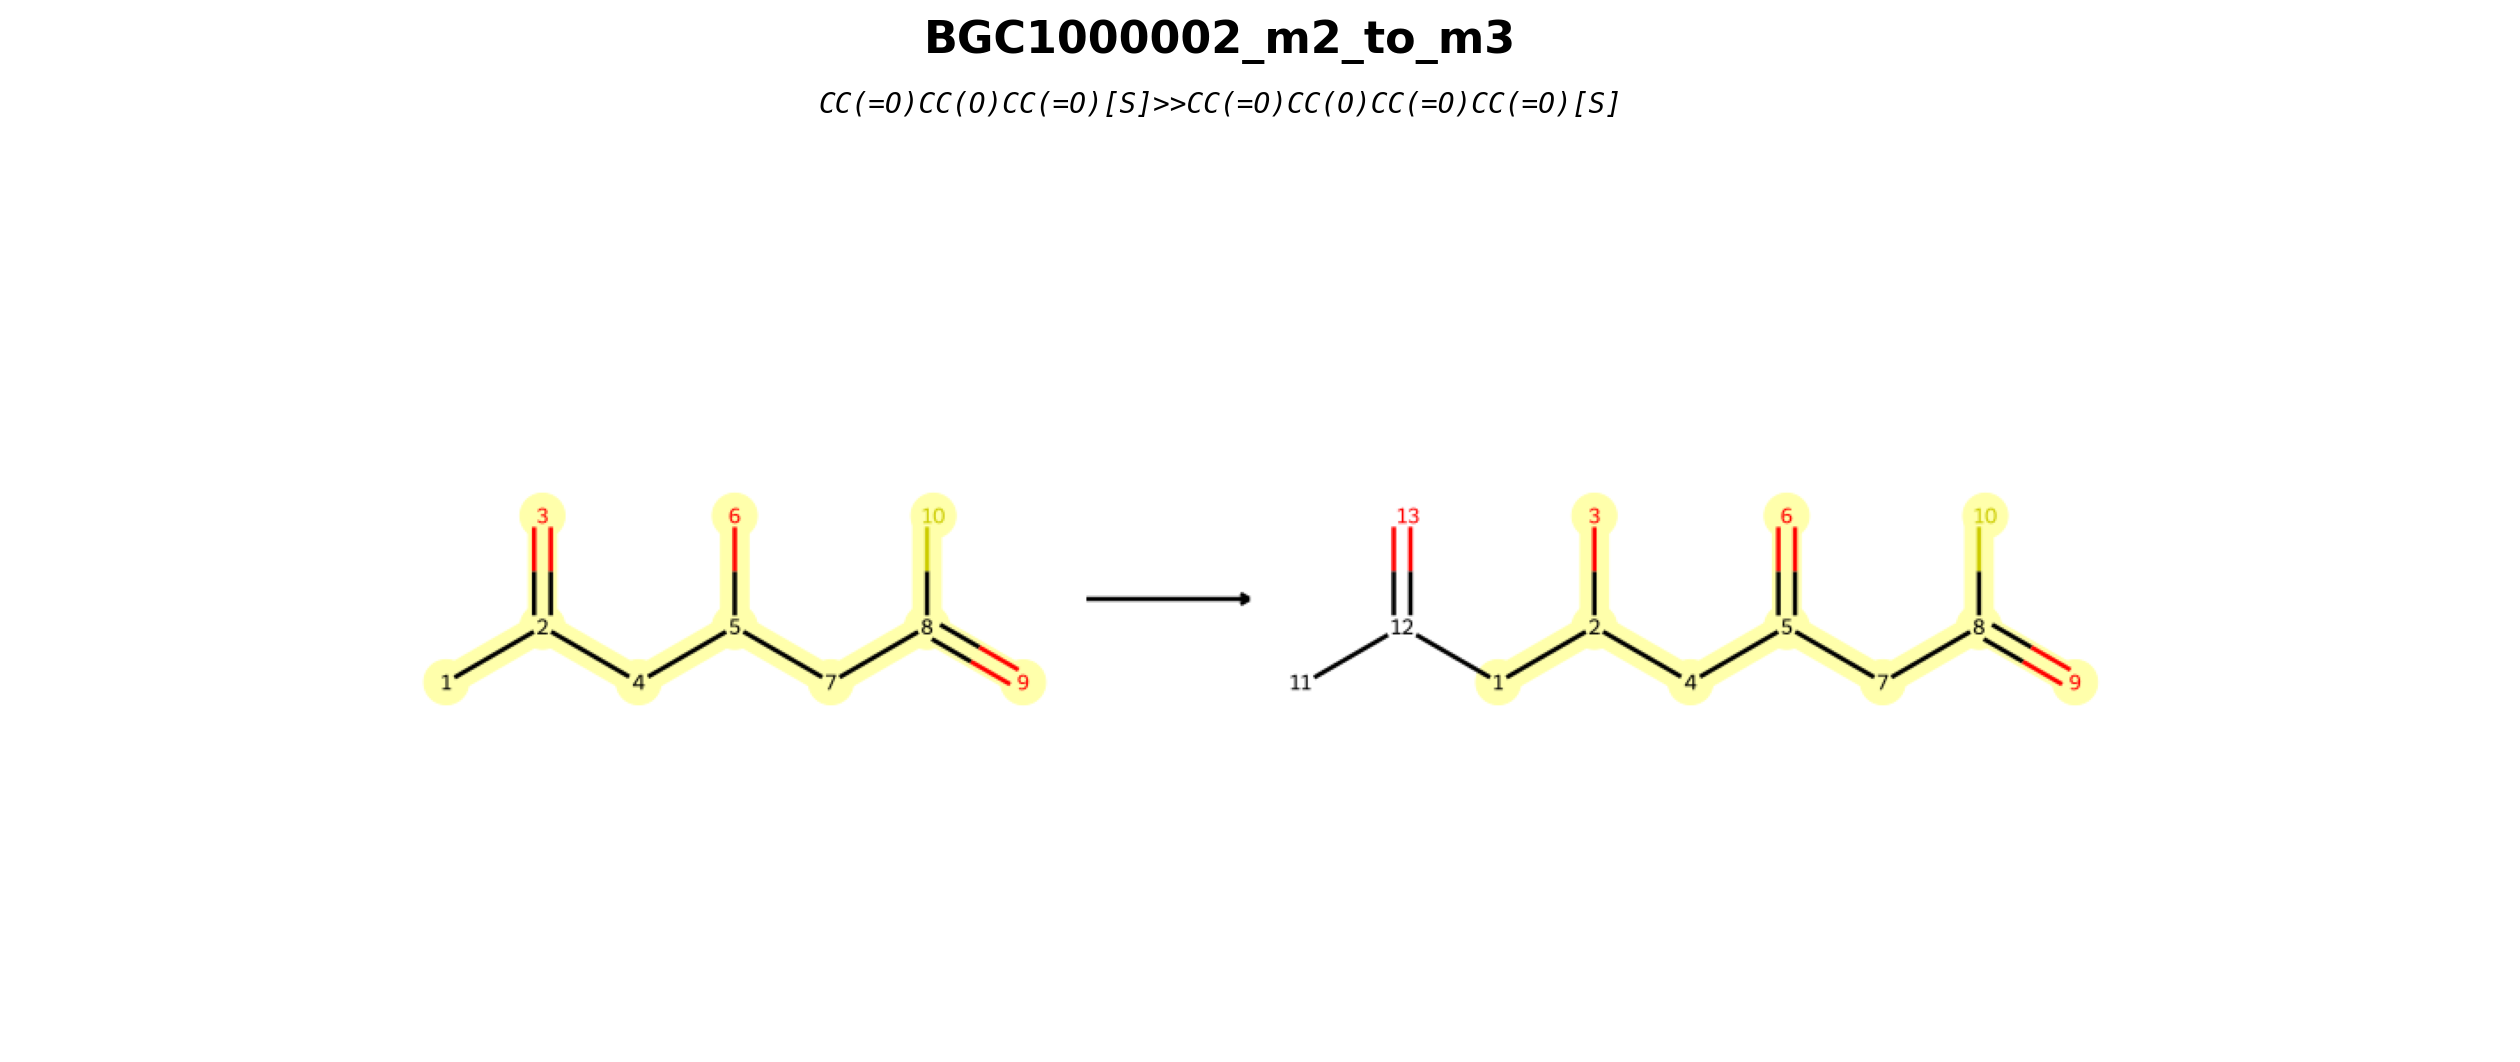 BGC1000002_m2_to_m3
CC(=O)CC(O)CC(=O)[S]>>CC(=O)CC(O)CC(=O)CC(=O)[S]
3 6 10 13 3 6 10
2 5 8 12 2 5 8
1 4 7 9 11 1 4 7 9